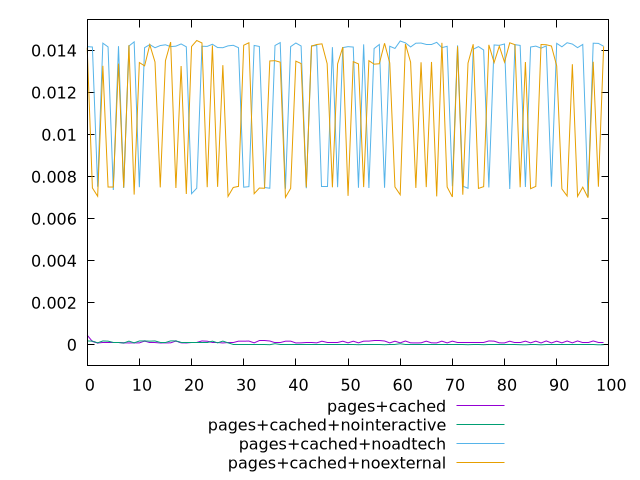 0.014
0.012
0.01
0.008
0.006
0.004
0.002
0
0 10 20 30 40 50 60 70 80 90 100
pages+cached
pages+cached+nointeractive
pages+cached+noadtech
pages+cached+noexternal